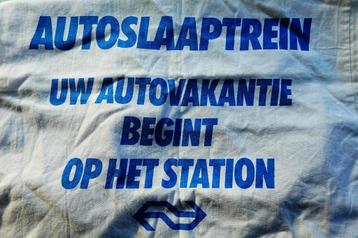 AUTOSLAAPTREIN
UW AUTOVAKANTIE
BEGINT
OP HET STATION